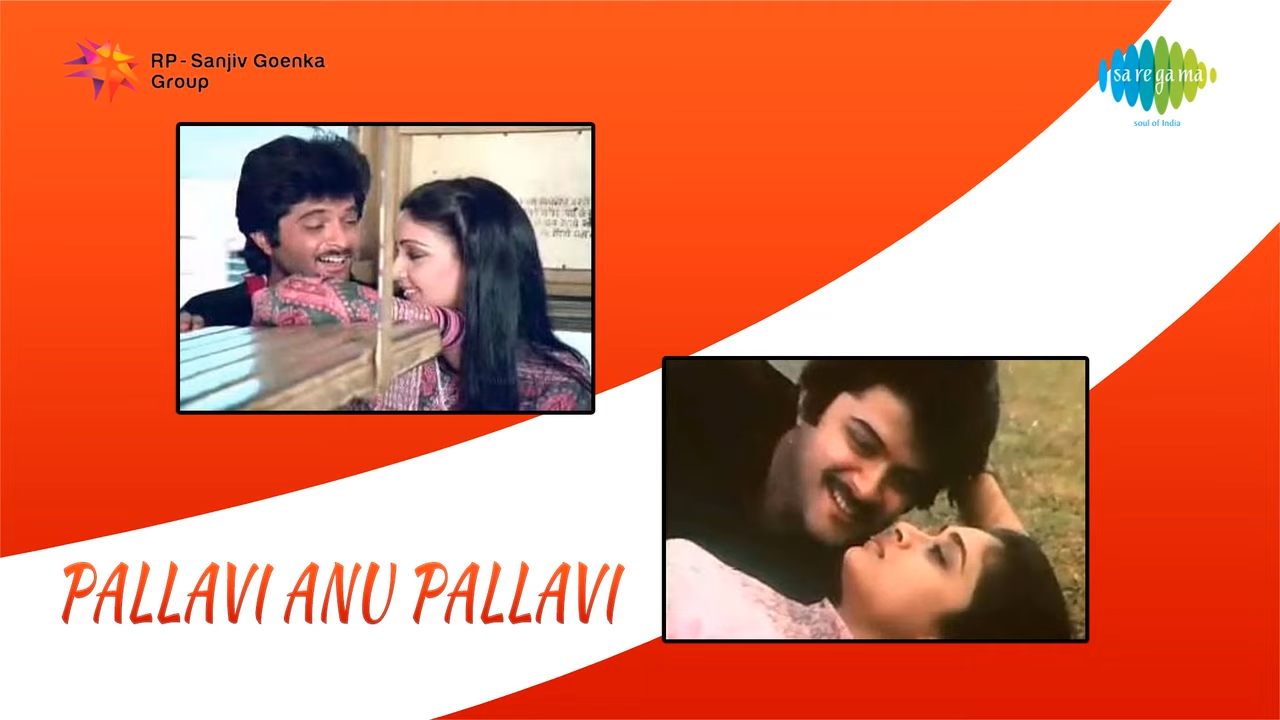 RP - Sanjiv Goenka
Group
sa re ga ma
soul of India
PALLAVI ANU PALLAVI